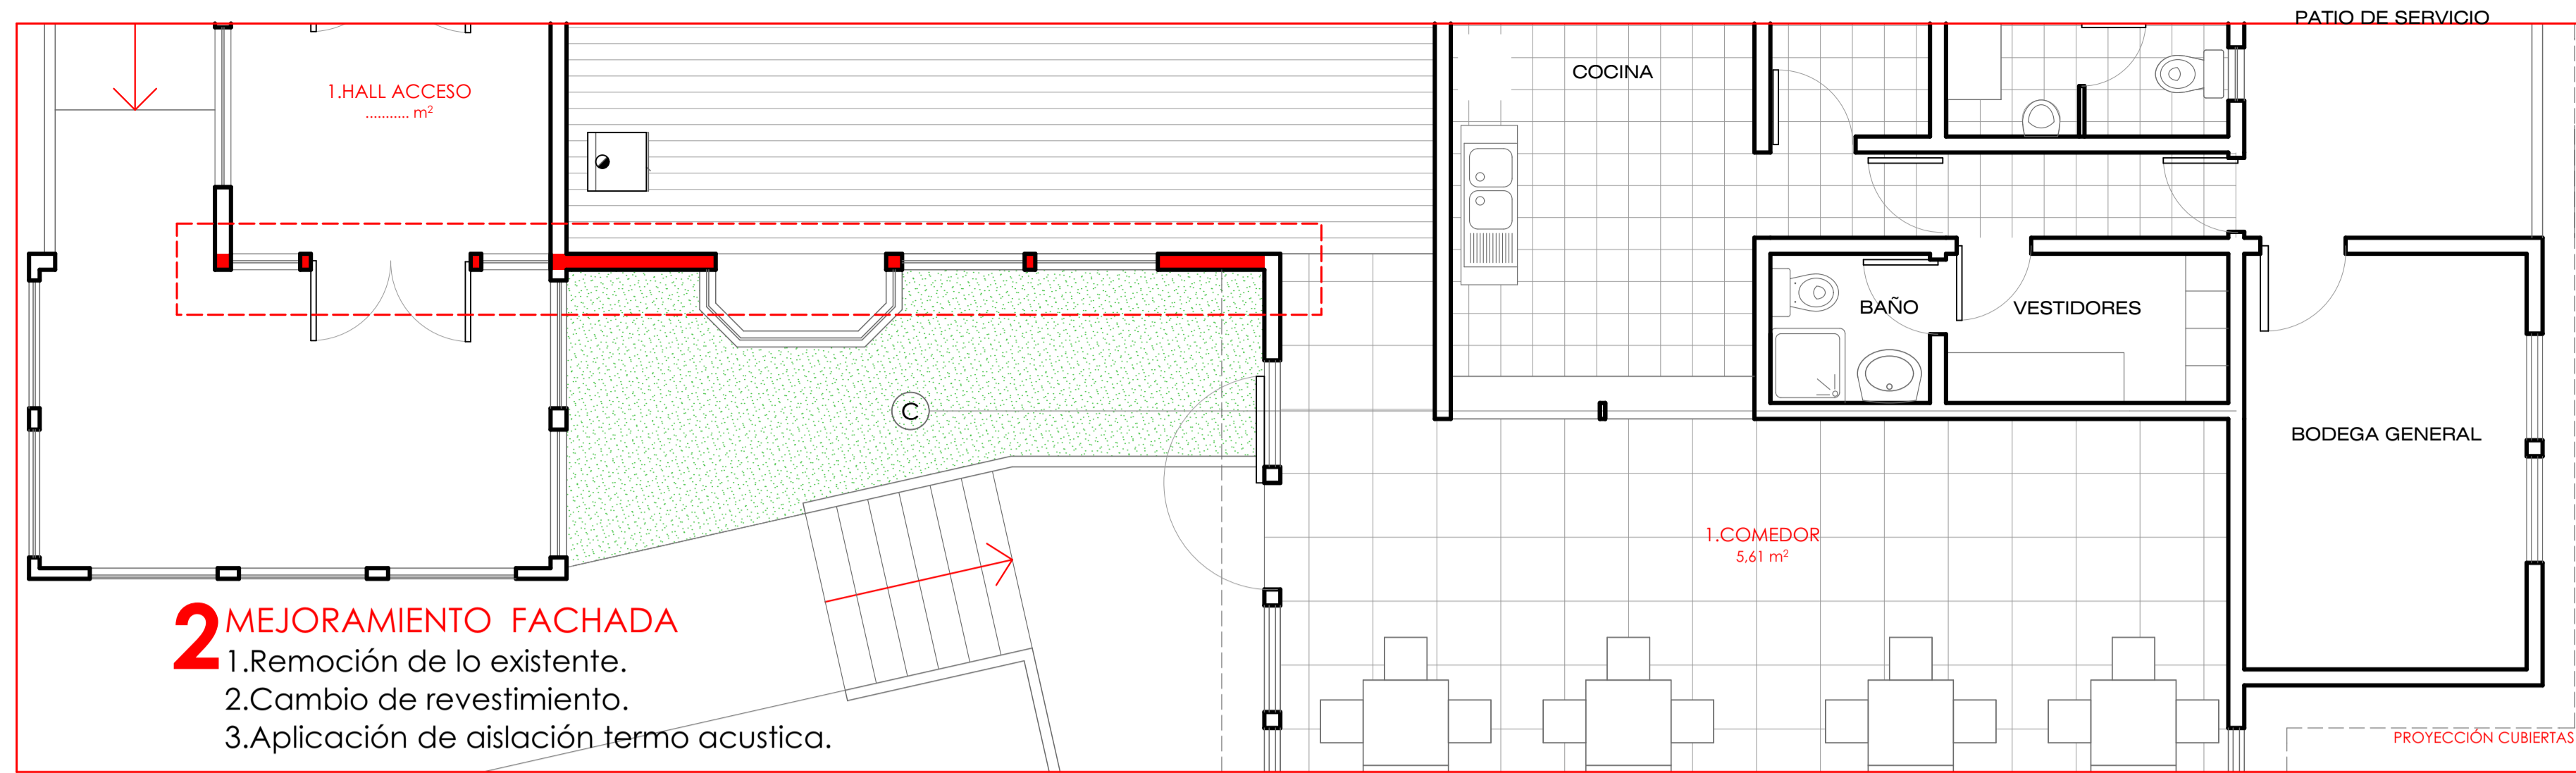 PATIO DE SERVICIO
1.HALL ACCESO
........... m²
COCINA
BAÑO
VESTIDORES
C
BODEGA GENERAL
1.COMEDOR
5,61 m²
2 MEJORAMIENTO FACHADA
1.Remoción de lo existente.
2.Cambio de revestimiento.
3.Aplicación de aislación termo acustica.
PROYECCIÓN CUBIERTAS